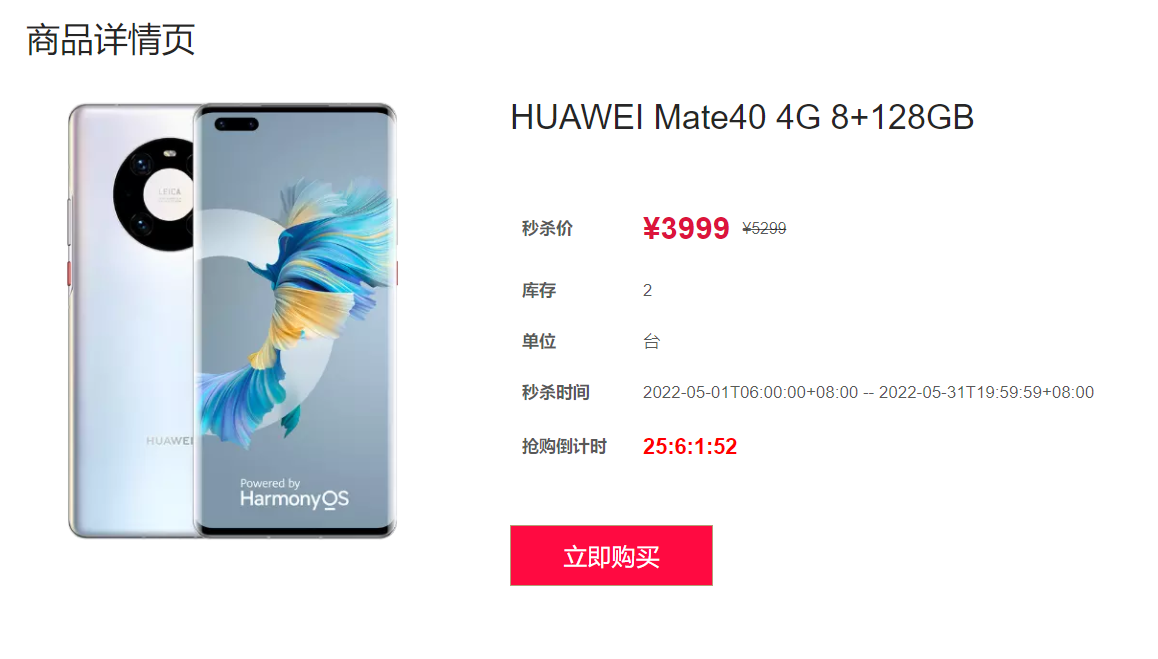 商品详情页
HUAWEI Mate40 4G 8+128GB
LEICA
秒杀价 ¥3999 ¥5299
库存 2
单位 台
秒杀时间 2022-05-01T06:00:00+08:00 -- 2022-05-31T19:59:59+08:00
抢购倒计时 25:6:1:52
HUAWEI
Powered by
HarmonyOS
立即购买